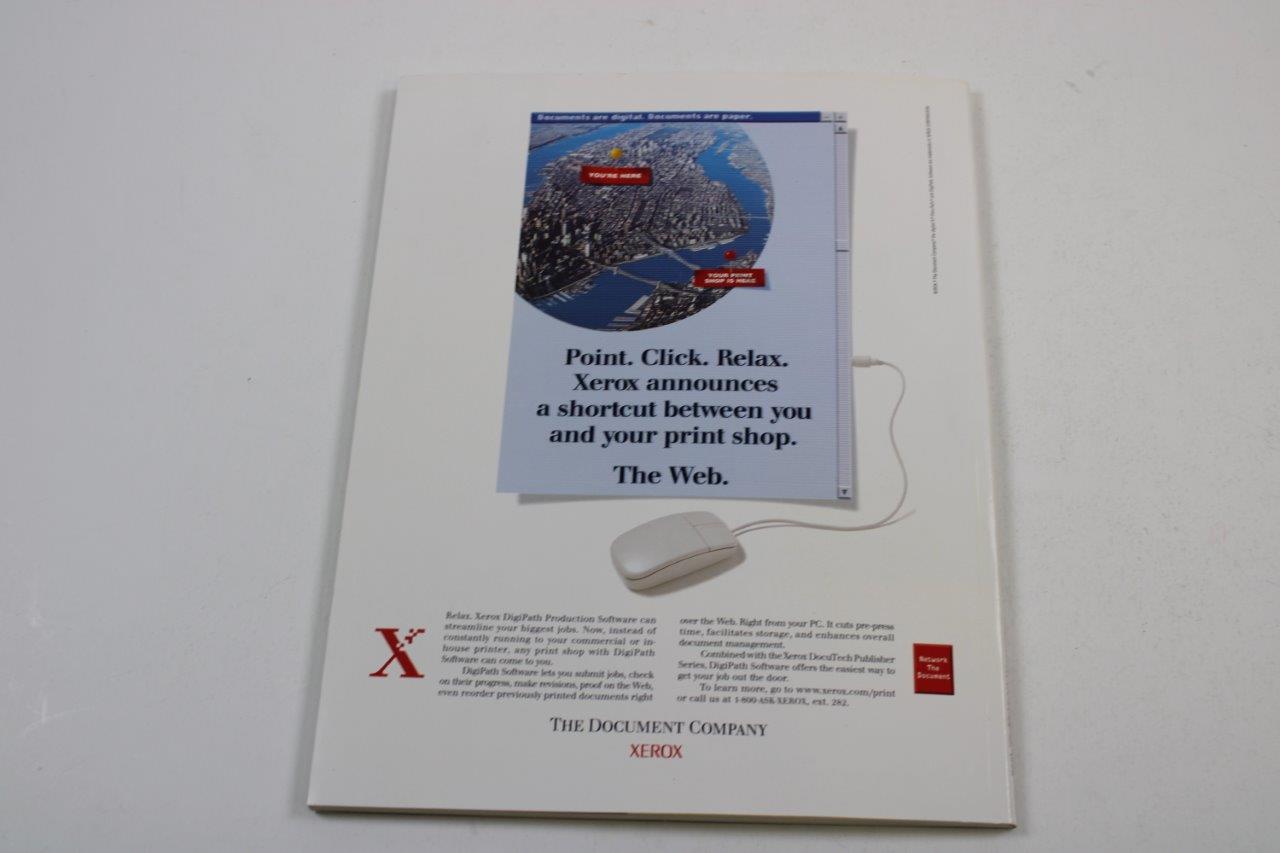 Documents are digital. Documents are paper.
YOU'RE HERE
YOUR PRINT
SHOP IS HERE
Point. Click. Relax.
Xerox announces
a shortcut between you
and your print shop.
The Web.
X
Relax. Xerox DigiPath Production Software can
streamline your biggest jobs. Now, instead of
constantly running to your commercial or in-
house printer, any print shop with DigiPath
Software can come to you.
DigiPath Software lets you submit jobs, check
on their progress, make revisions, proof on the Web,
even reorder previously printed documents right
over the Web. Right from your PC. It cuts pre-press
time, facilitates storage, and enhances overall
document management.
Combined with the Xerox DocuTech Publisher
Series, DigiPath Software offers the easiest way to
get your job out the door.
To learn more, go to www.xerox.com/print
or call us at 1-800-ASK-XEROX, ext. 282.
Network
The
Document
THE DOCUMENT COMPANY
XEROX